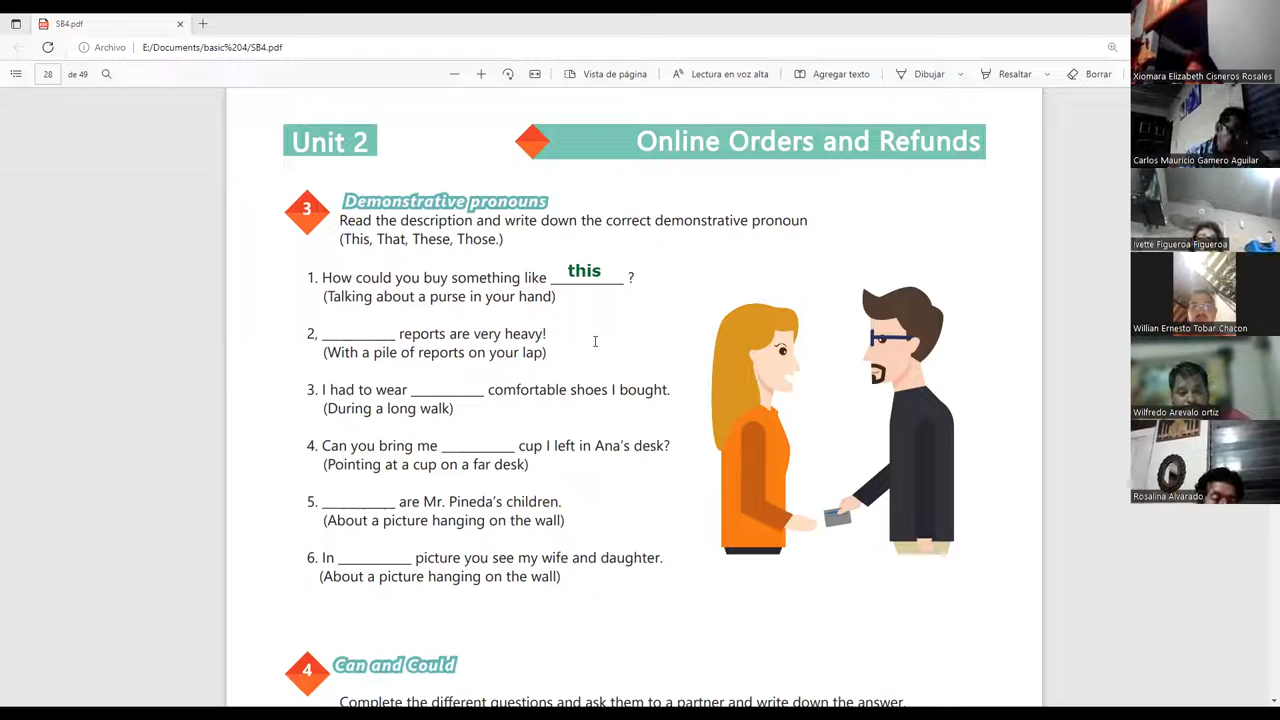 SB4.pdf
Archivo
E:/Documents/basic%204/SB4.pdf
28
de 49
Vista de página
Lectura en voz alta
Agregar texto
Dibujar
Resaltar
Borrar
Unit 2
Online Orders and Refunds
3
Demonstrative pronouns
Read the description and write down the correct demonstrative pronoun
(This, That, These, Those.)
1. How could you buy something like this ?
(Talking about a purse in your hand)
2, __________ reports are very heavy!
(With a pile of reports on your lap)
3. I had to wear __________ comfortable shoes I bought.
(During a long walk)
4. Can you bring me __________ cup I left in Ana's desk?
(Pointing at a cup on a far desk)
5. __________ are Mr. Pineda's children.
(About a picture hanging on the wall)
6. In __________ picture you see my wife and daughter.
(About a picture hanging on the wall)
4
Can and Could
Complete the different questions and ask them to a partner and write down the answer.
Xiomara Elizabeth Cisneros Rosales
Carlos Mauricio Gamero Aguilar
Ivette Figueroa Figueroa
Willian Ernesto Tobar Chacon
Wilfredo Arevalo ortiz
Rosalina Alvarado